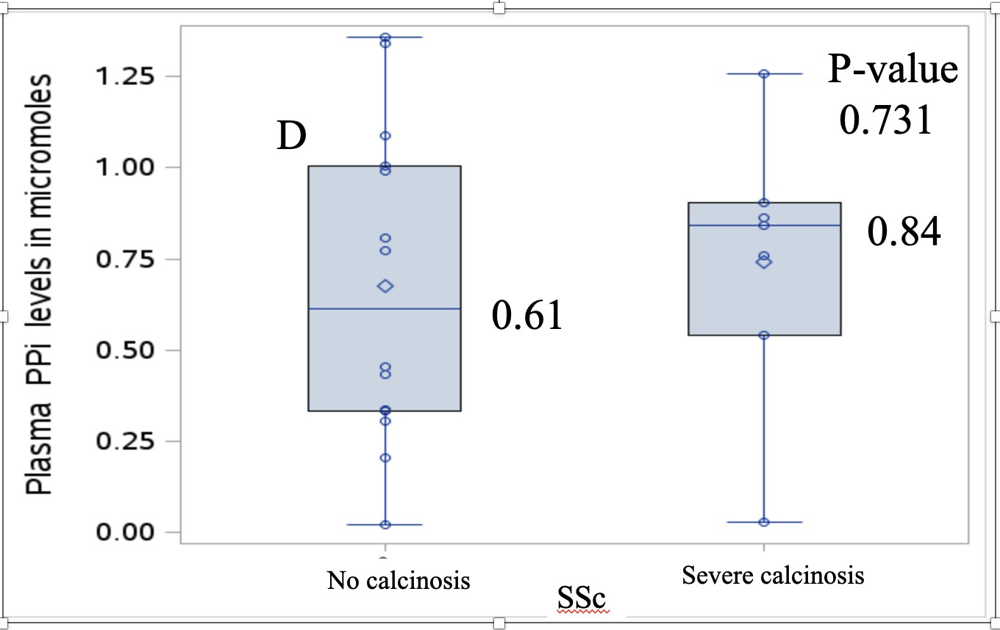 Plasma PPi levels in micromoles
1.25
1.00
0.75
0.50
0.25
0.00
D
P-value
0.731
0.84
0.61
No calcinosis
Severe calcinosis
SSc